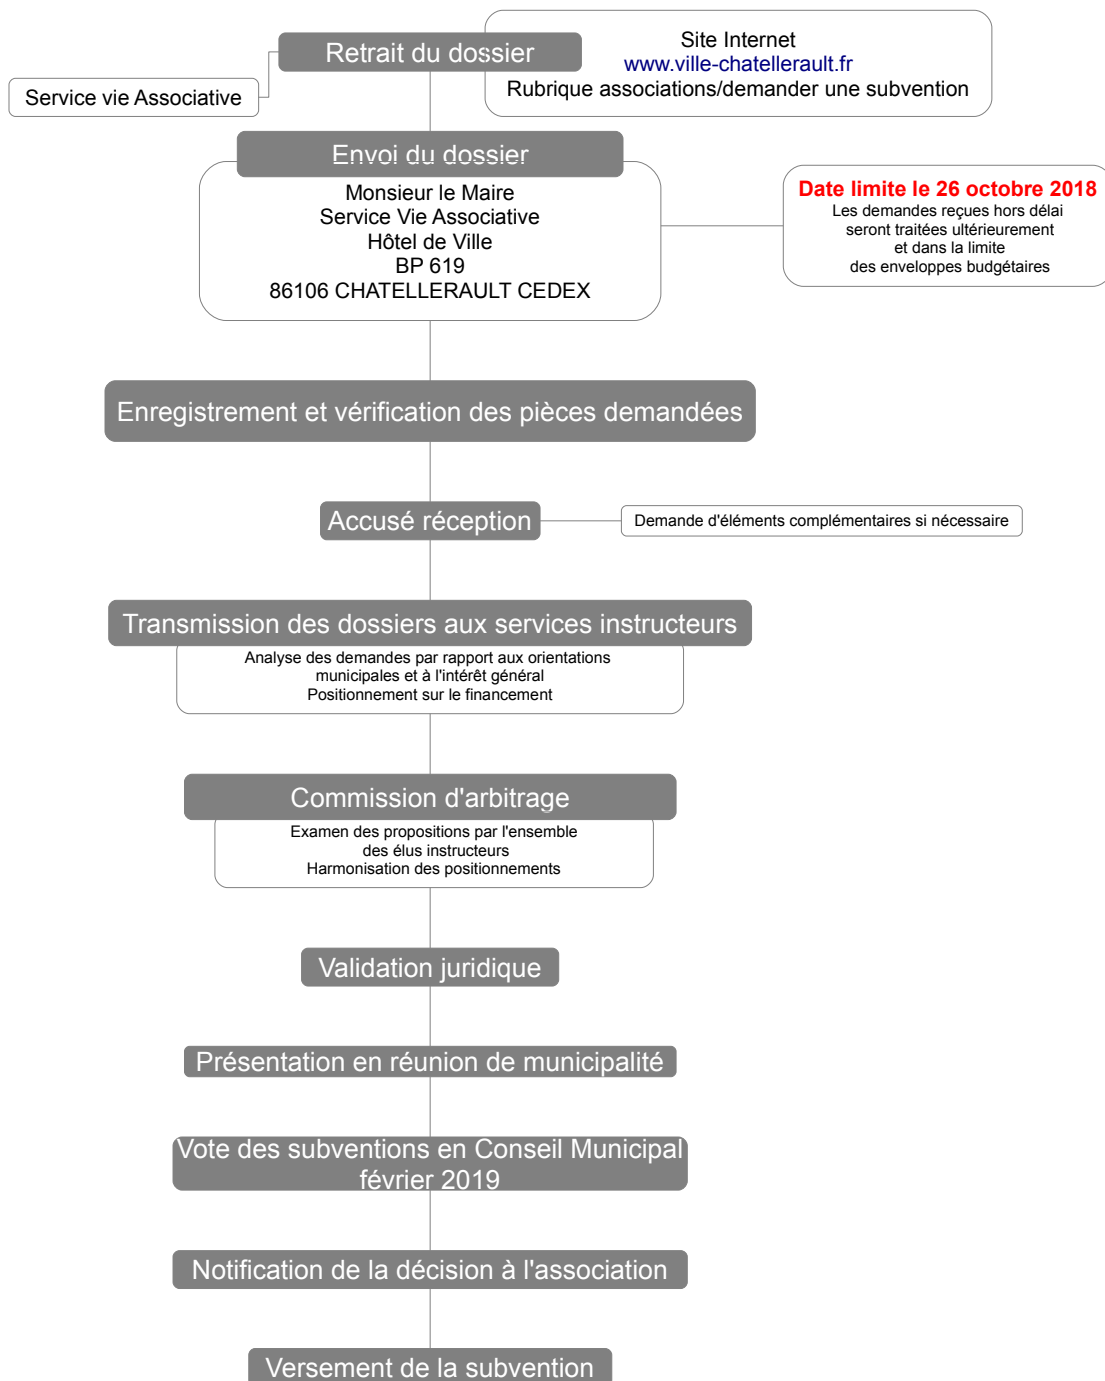 Retrait du dossier
Site Internet
www.ville-chatellerault.fr
Rubrique associations/demander une subvention
Service vie Associative
Envoi du dossier
Monsieur le Maire
Service Vie Associative
Hôtel de Ville
BP 619
86106 CHATELLERAULT CEDEX
Date limite le 26 octobre 2018
Les demandes reçues hors délai
seront traitées ultérieurement
et dans la limite
des enveloppes budgétaires
Enregistrement et vérification des pièces demandées
Accusé réception
Demande d'éléments complémentaires si nécessaire
Transmission des dossiers aux services instructeurs
Analyse des demandes par rapport aux orientations
municipales et à l'intérêt général
Positionnement sur le financement
Commission d'arbitrage
Examen des propositions par l'ensemble
des élus instructeurs
Harmonisation des positionnements
Validation juridique
Présentation en réunion de municipalité
Vote des subventions en Conseil Municipal
février 2019
Notification de la décision à l'association
Versement de la subvention